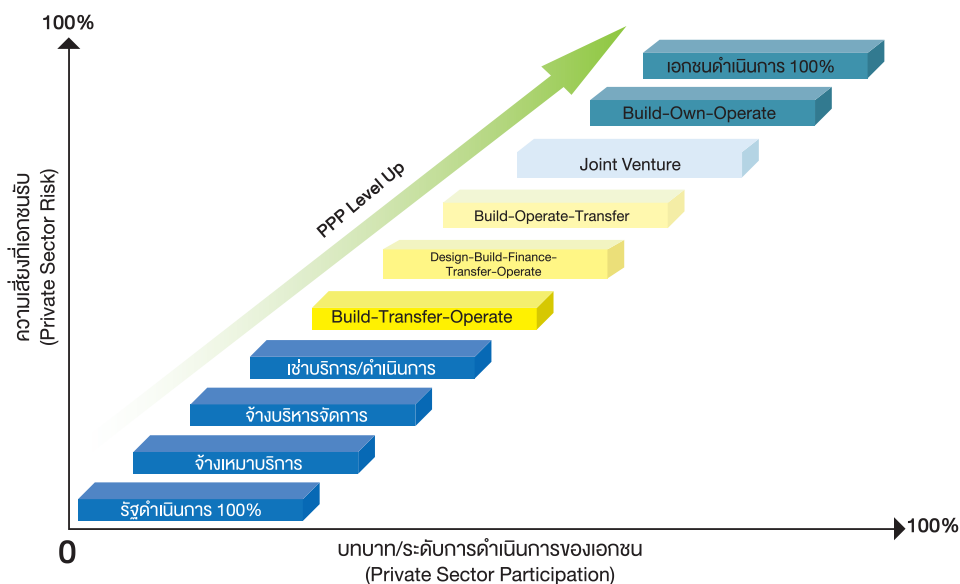 100%
เอกชนดำเนินการ 100%
Build-Own-Operate
Joint Venture
PPP Level Up
Build-Operate-Transfer
Design-Build-Finance-
Transfer-Operate
Build-Transfer-Operate
เช่าบริการ/ดำเนินการ
จ้างบริหารจัดการ
จ้างเหมาบริการ
รัฐดำเนินการ 100%
ความเสี่ยงที่เอกชนรับ
(Private Sector Risk)
0
100%
บทบาท/ระดับการดำเนินการของเอกชน
(Private Sector Participation)